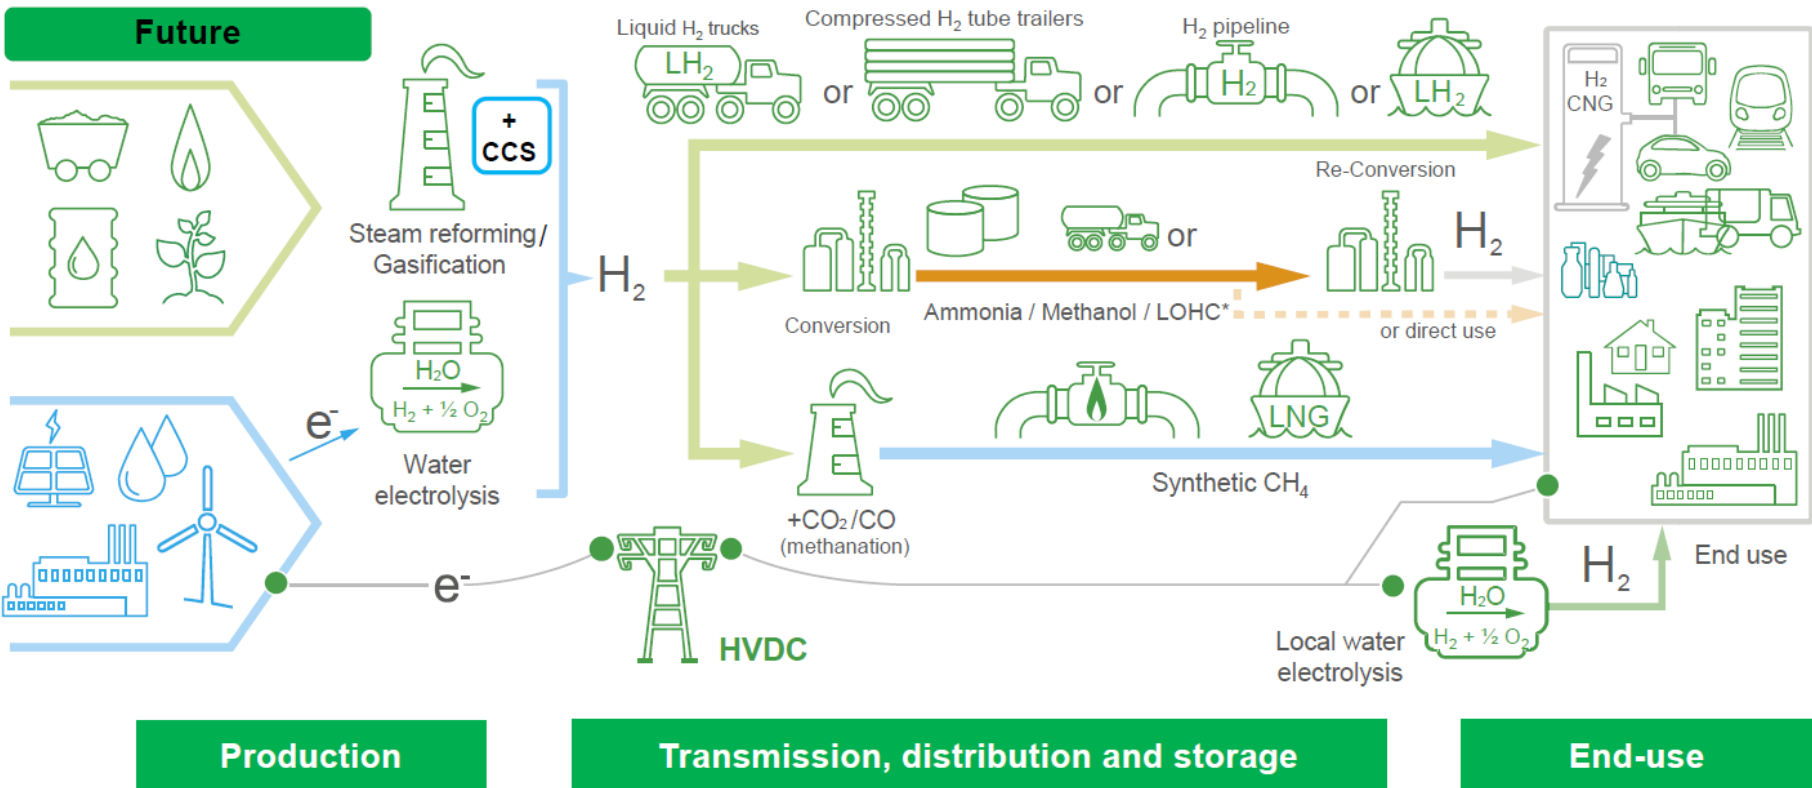 Future
Liquid H₂ trucks
Compressed H₂ tube trailers
H₂ pipeline
LH₂
or
or
H₂
or
LH₂
H₂
CNG
+
CCS
Steam reforming/
Gasification
H₂
Conversion
or
Ammonia / Methanol / LOHC*
Re-Conversion
H₂
or direct use
H₂O
H₂ + ½ O₂
e⁻
Water
electrolysis
+CO₂/CO
(methanation)
LNG
Synthetic CH₄
e⁻
HVDC
Local water
electrolysis
H₂O
H₂ + ½ O₂
H₂
End use
Production
Transmission, distribution and storage
End-use